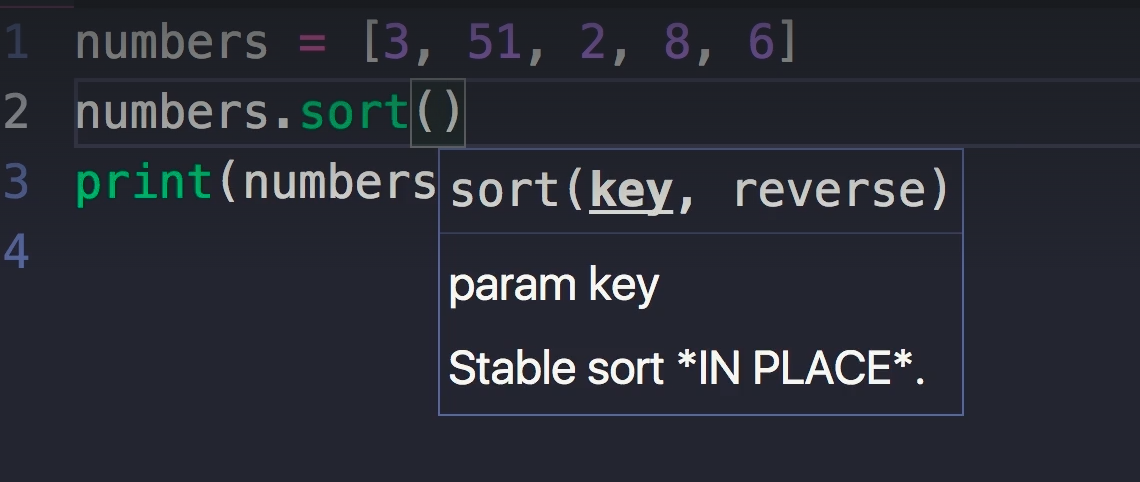 1 numbers = [3, 51, 2, 8, 6]
2 numbers.sort()
3 print(numbers
sort(key, reverse)
4
param key
Stable sort *IN PLACE*.